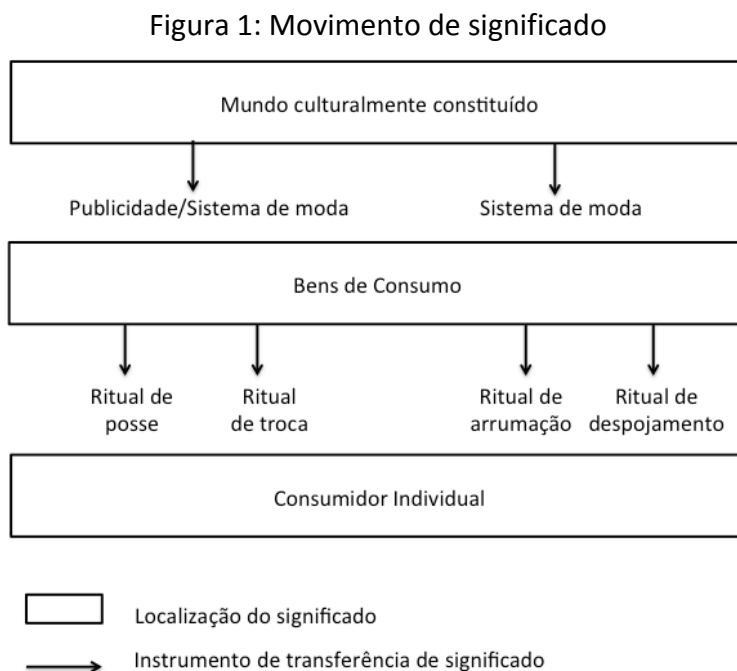 Figura 1: Movimento de significado
Mundo culturalmente constituído
Publicidade/Sistema de moda
Sistema de moda
Bens de Consumo
Ritual de posse
Ritual de troca
Ritual de arrumação
Ritual de despojamento
Consumidor Individual
Localização do significado
Instrumento de transferência de significado